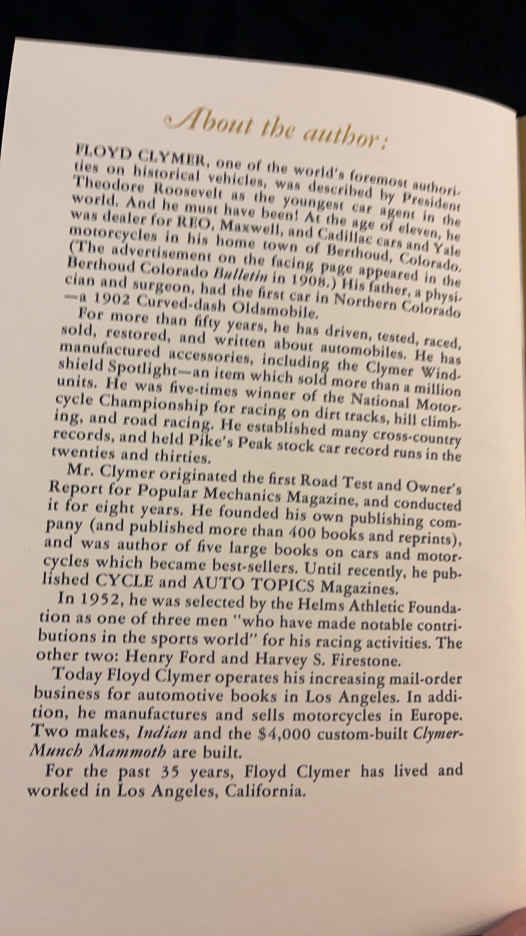 About the author:
FLOYD CLYMER, one of the world's foremost authori-
ties on historical vehicles, was described by President
Theodore Roosevelt as the youngest car agent in the
world. And he must have been! At the age of eleven, he
was dealer for REO, Maxwell, and Cadillac cars and Yale
motorcycles in his home town of Berthoud, Colorado.
(The advertisement on the facing page appeared in the
Berthoud Colorado Bulletin in 1908.) His father, a physi-
cian and surgeon, had the first car in Northern Colorado
—a 1902 Curved-dash Oldsmobile.
For more than fifty years, he has driven, tested, raced,
sold, restored, and written about automobiles. He has
manufactured accessories, including the Clymer Wind-
shield Spotlight—an item which sold more than a million
units. He was five-times winner of the National Motor-
cycle Championship for racing on dirt tracks, hill climb-
ing, and road racing. He established many cross-country
records, and held Pike's Peak stock car record runs in the
twenties and thirties.
Mr. Clymer originated the first Road Test and Owner's
Report for Popular Mechanics Magazine, and conducted
it for eight years. He founded his own publishing com-
pany (and published more than 400 books and reprints),
and was author of five large books on cars and motor-
cycles which became best-sellers. Until recently, he pub-
lished CYCLE and AUTO TOPICS Magazines.
In 1952, he was selected by the Helms Athletic Founda-
tion as one of three men "who have made notable contri-
butions in the sports world" for his racing activities. The
other two: Henry Ford and Harvey S. Firestone.
Today Floyd Clymer operates his increasing mail-order
business for automotive books in Los Angeles. In addi-
tion, he manufactures and sells motorcycles in Europe.
Two makes, Indian and the $4,000 custom-built Clymer-
Munch Mammoth are built.
For the past 35 years, Floyd Clymer has lived and
worked in Los Angeles, California.